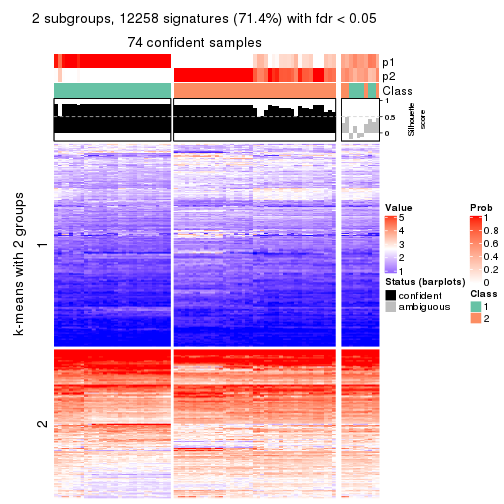 2 subgroups, 12258 signatures (71.4%) with fdr < 0.05
74 confident samples
p1
p2
Class
1
0.5
0
Silhouette
score
k-means with 2 groups
1
2
Value
5
4
3
2
1
Status (barplots)
confident
ambiguous
Prob
1
0.8
0.6
0.4
0.2
0
Class
1
2